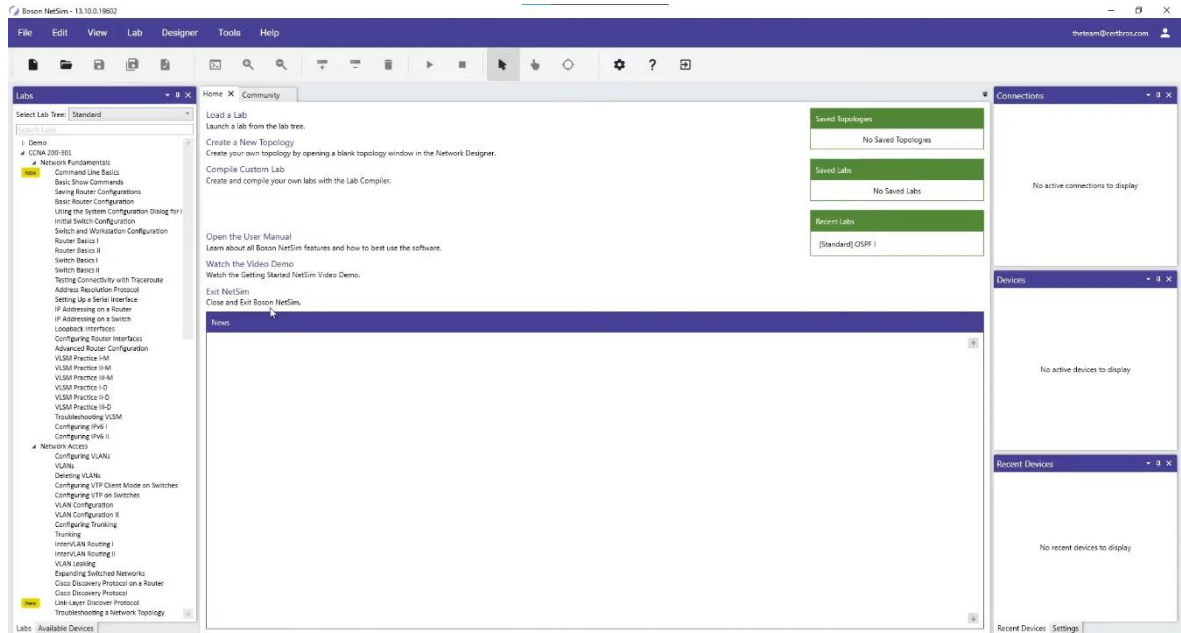 Boson NetSim - 13.10.0.19602
File Edit View Lab Designer Tools Help
theteam@certbros.com
Labs
Select Lab Tree: Standard
Search Labs
Demo
CCNA 200-301
Network Fundamentals
New Command Line Basics
Basic Show Commands
Saving Router Configurations
Basic Router Configuration
Using the System Configuration Dialog for I
Initial Switch Configuration
Switch and Workstation Configuration
Router Basics I
Router Basics II
Switch Basics I
Switch Basics II
Testing Connectivity with Traceroute
Address Resolution Protocol
Setting Up a Serial Interface
IP Addressing on a Router
IP Addressing on a Switch
Loopback Interfaces
Configuring Router Interfaces
Advanced Router Configuration
VLSM Practice I-M
VLSM Practice II-M
VLSM Practice III-M
VLSM Practice I-D
VLSM Practice II-D
VLSM Practice III-D
Troubleshooting VLSM
Configuring IPv6 I
Configuring IPv6 II
Network Access
Configuring VLANs
VLANs
Deleting VLANs
Configuring VTP Client Mode on Switches
Configuring VTP on Switches
VLAN Configuration
VLAN Configuration II
Configuring Trunking
Trunking
InterVLAN Routing I
InterVLAN Routing II
VLAN Leaking
Expanding Switched Networks
Cisco Discovery Protocol on a Router
Cisco Discovery Protocol
New Link-Layer Discover Protocol
Troubleshooting a Network Topology
Labs Available Devices
Home Community
Load a Lab
Launch a lab from the lab tree.
Create a New Topology
Create your own topology by opening a blank topology window in the Network Designer.
Compile Custom Lab
Create and compile your own labs with the Lab Compiler.
Open the User Manual
Learn about all Boson NetSim features and how to best use the software.
Watch the Video Demo
Watch the Getting Started NetSim Video Demo.
Exit NetSim
Close and Exit Boson NetSim.
Saved Topologies
No Saved Topologies
Saved Labs
No Saved Labs
Recent Labs
[Standard] OSPF I
News
Connections
No active connections to display
Devices
No active devices to display
Recent Devices
No recent devices to display
Recent Devices Settings